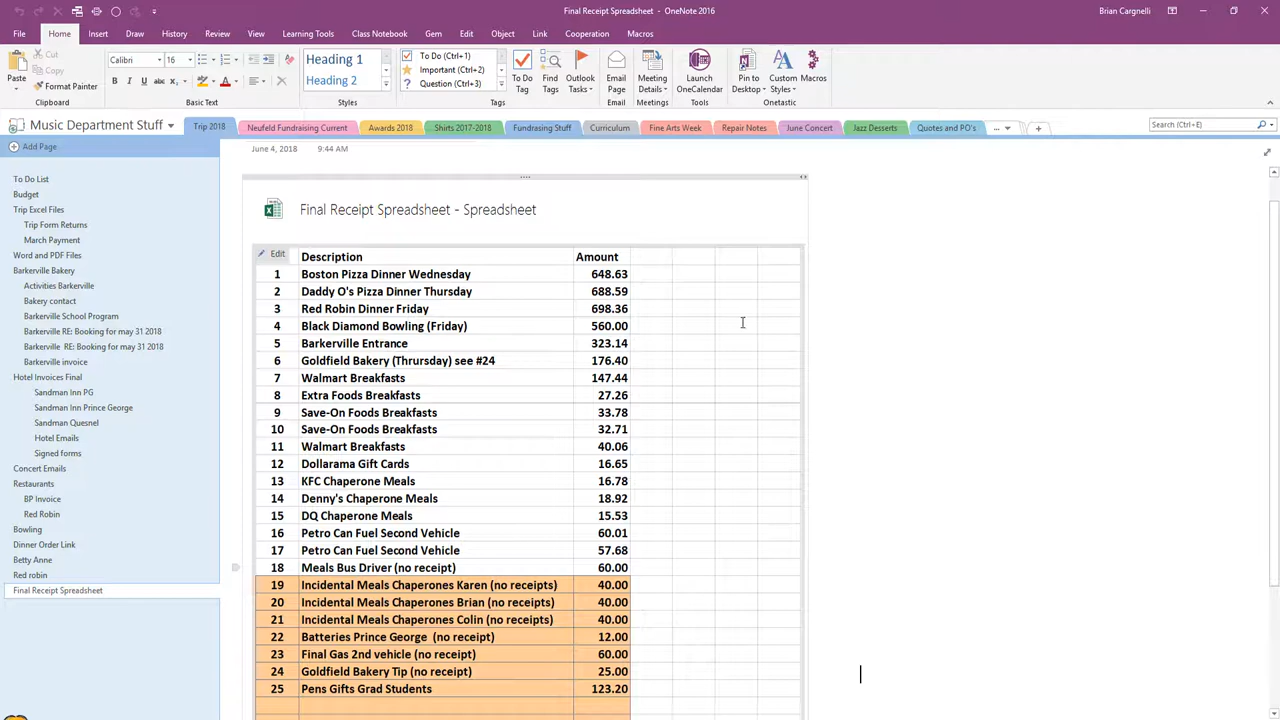 Final Receipt Spreadsheet - OneNote 2016
Brian Cargnelli
File Home Insert Draw History Review View Learning Tools Class Notebook Gem Edit Object Link Cooperation Macros
Paste
Cut
Copy
Format Painter
Clipboard
Calibri 16
B I U abc x₂ A
Basic Text
Heading 1
Heading 2
Styles
To Do (Ctrl+1)
Important (Ctrl+2)
? Question (Ctrl+3)
To Do Tag
Find Tags
Tags
Outlook Tasks
Email Page
Email
Meeting Details
Meetings
Launch OneCalendar
Tools
Pin to Desktop
Custom Styles
Macros
Onetastic
Music Department Stuff
Trip 2018 Neufeld Fundraising Current Awards 2018 Shirts 2017-2018 Fundrasing Stuff Curriculum Fine Arts Week Repair Notes June Concert Jazz Desserts Quotes and PO's ...
Search (Ctrl+E)
Add Page
To Do List
Budget
Trip Excel Files
Trip Form Returns
March Payment
Word and PDF Files
Barkerville Bakery
Activities Barkerville
Bakery contact
Barkerville School Program
Barkerville RE: Booking for may 31 2018
Barkerville RE: Booking for may 31 2018
Barkerville invoice
Hotel Invoices Final
Sandman Inn PG
Sandman Inn Prince George
Sandman Quesnel
Hotel Emails
Signed forms
Concert Emails
Restaurants
BP Invoice
Red Robin
Bowling
Dinner Order Link
Betty Anne
Red robin
Final Receipt Spreadsheet
June 4, 2018 9:44 AM
Final Receipt Spreadsheet - Spreadsheet
Edit Description Amount
1 Boston Pizza Dinner Wednesday 648.63
2 Daddy O's Pizza Dinner Thursday 688.59
3 Red Robin Dinner Friday 698.36
4 Black Diamond Bowling (Friday) 560.00
5 Barkerville Entrance 323.14
6 Goldfield Bakery (Thrursday) see #24 176.40
7 Walmart Breakfasts 147.44
8 Extra Foods Breakfasts 27.26
9 Save-On Foods Breakfasts 33.78
10 Save-On Foods Breakfasts 32.71
11 Walmart Breakfasts 40.06
12 Dollarama Gift Cards 16.65
13 KFC Chaperone Meals 16.78
14 Denny's Chaperone Meals 18.92
15 DQ Chaperone Meals 15.53
16 Petro Can Fuel Second Vehicle 60.01
17 Petro Can Fuel Second Vehicle 57.68
18 Meals Bus Driver (no receipt) 60.00
19 Incidental Meals Chaperones Karen (no receipts) 40.00
20 Incidental Meals Chaperones Brian (no receipts) 40.00
21 Incidental Meals Chaperones Colin (no receipts) 40.00
22 Batteries Prince George (no receipt) 12.00
23 Final Gas 2nd vehicle (no receipt) 60.00
24 Goldfield Bakery Tip (no receipt) 25.00
25 Pens Gifts Grad Students 123.20